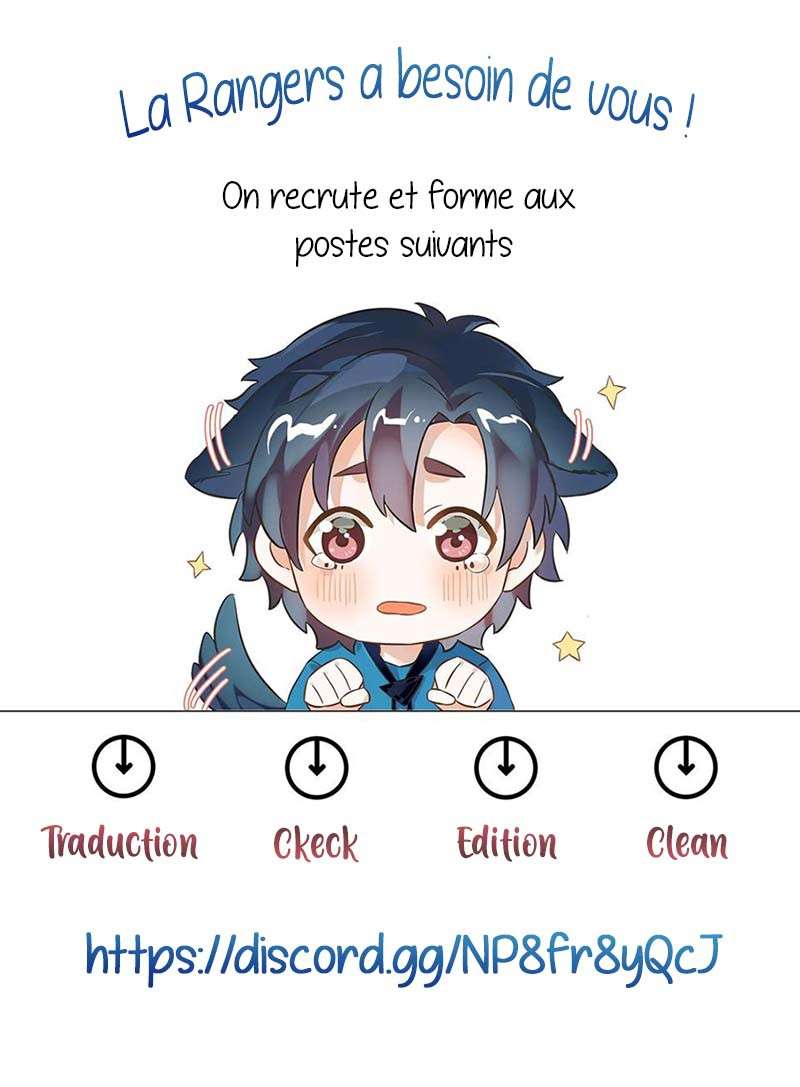 La Rangers a besoin de vous !
On recrute et forme aux
postes suivants
Traduction Ckeck Edition Clean
https://discord.gg/NP8fr8yQcJ